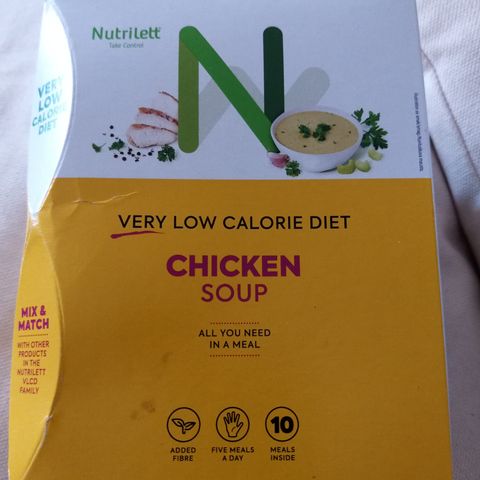 Nutrilett
Take Control
VERY
LOW
CALORIE
DIET
VERY LOW CALORIE DIET
CHICKEN
SOUP
ALL YOU NEED
IN A MEAL
MIX &
MATCH
WITH OTHER
PRODUCTS
IN THE
NUTRILETT
VLCD
FAMILY
ADDED
FIBRE
FIVE MEALS
A DAY
10
MEALS
INSIDE